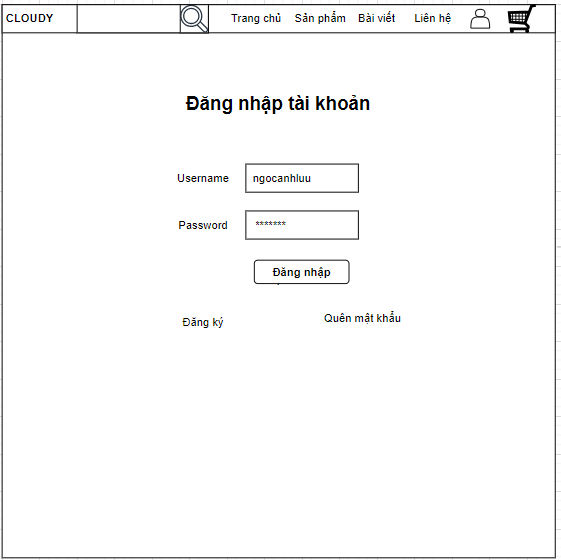 CLOUDY Trang chủ Sản phẩm Bài viết Liên hệ
Đăng nhập tài khoản
Username ngocanhluu
Password *******
Đăng nhập
Đăng ký Quên mật khẩu